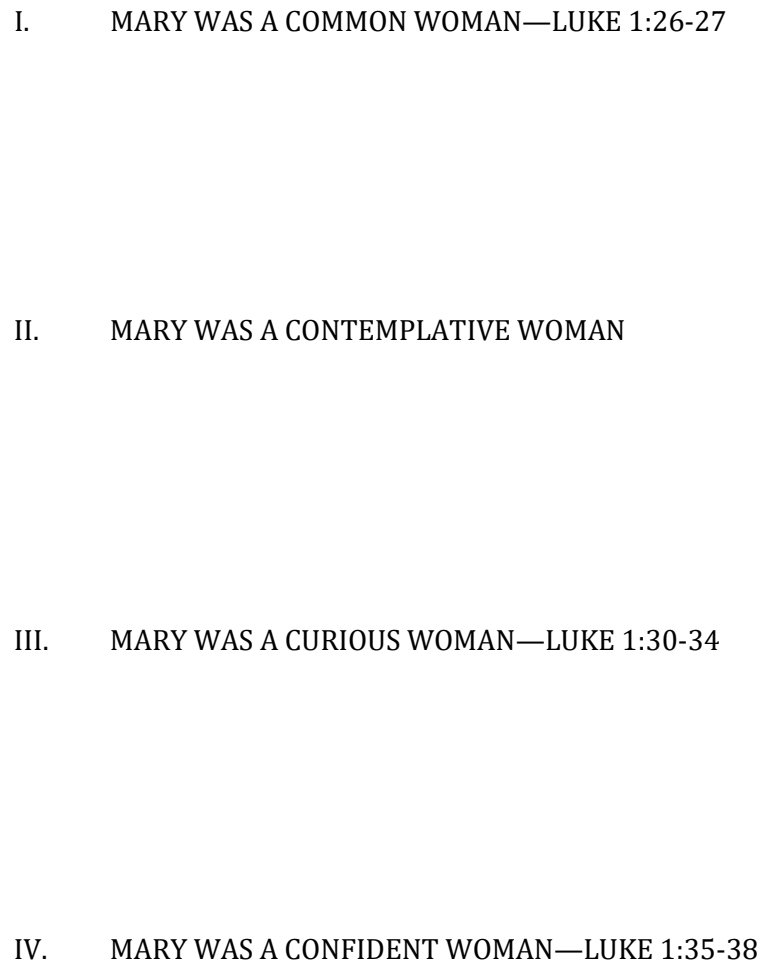 I. MARY WAS A COMMON WOMAN—LUKE 1:26-27
II. MARY WAS A CONTEMPLATIVE WOMAN
III. MARY WAS A CURIOUS WOMAN—LUKE 1:30-34
IV. MARY WAS A CONFIDENT WOMAN—LUKE 1:35-38